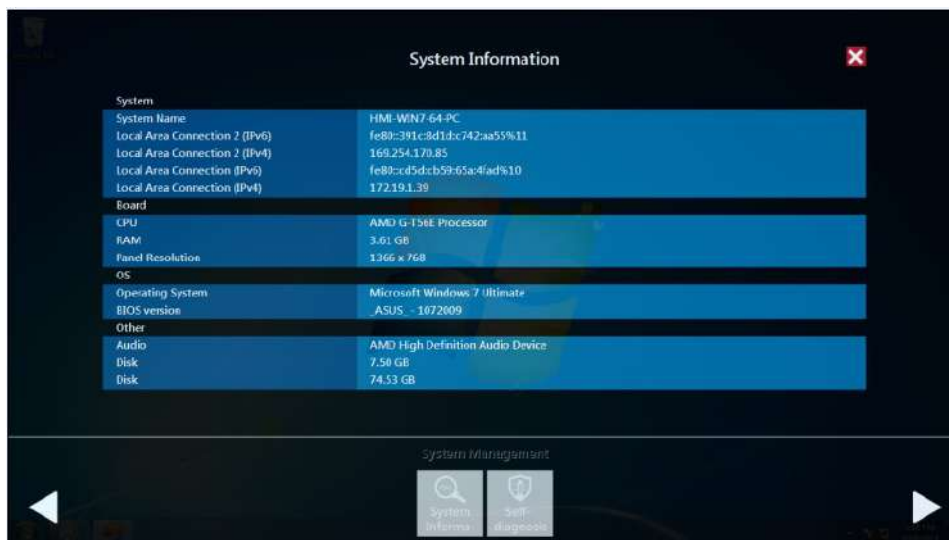 System Information
System
System Name HMI-WIN7-64-PC
Local Area Connection 2 (IPv6) fe80::391c:8d1d:c742:aa55%11
Local Area Connection 2 (IPv4) 169.254.170.85
Local Area Connection (IPv6) fe80::cd5d:cb59:65a:4fad%10
Local Area Connection (IPv4) 172.19.1.39
Board
CPU AMD G-T56E Processor
RAM 3.61 GB
Panel Resolution 1366 x 768
OS
Operating System Microsoft Windows 7 Ultimate
BIOS version _ASUS_ - 1072009
Other
Audio AMD High Definition Audio Device
Disk 7.50 GB
Disk 74.53 GB
System Management
System Informa
Self-diagnosis